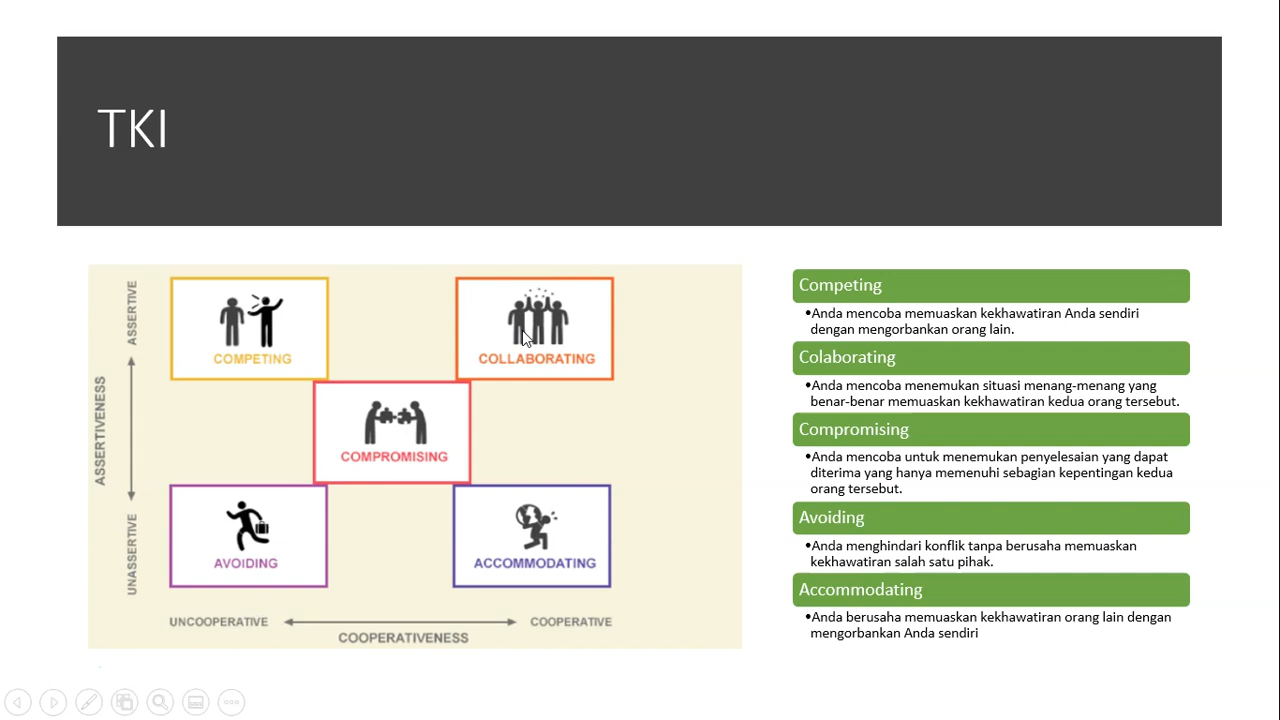 TKI
ASSERTIVENESS
ASSERTIVE
UNASSERTIVE
COMPETING
COLLABORATING
COMPROMISING
AVOIDING
ACCOMMODATING
UNCOOPERATIVE
COOPERATIVE
COOPERATIVENESS
Competing
•Anda mencoba memuaskan kekhawatiran Anda sendiri
dengan mengorbankan orang lain.
Colaborating
•Anda mencoba menemukan situasi menang-menang yang
benar-benar memuaskan kekhawatiran kedua orang tersebut.
Compromising
•Anda mencoba untuk menemukan penyelesaian yang dapat
diterima yang hanya memenuhi sebagian kepentingan kedua
orang tersebut.
Avoiding
•Anda menghindari konflik tanpa berusaha memuaskan
kekhawatiran salah satu pihak.
Accommodating
•Anda berusaha memuaskan kekhawatiran orang lain dengan
mengorbankan Anda sendiri